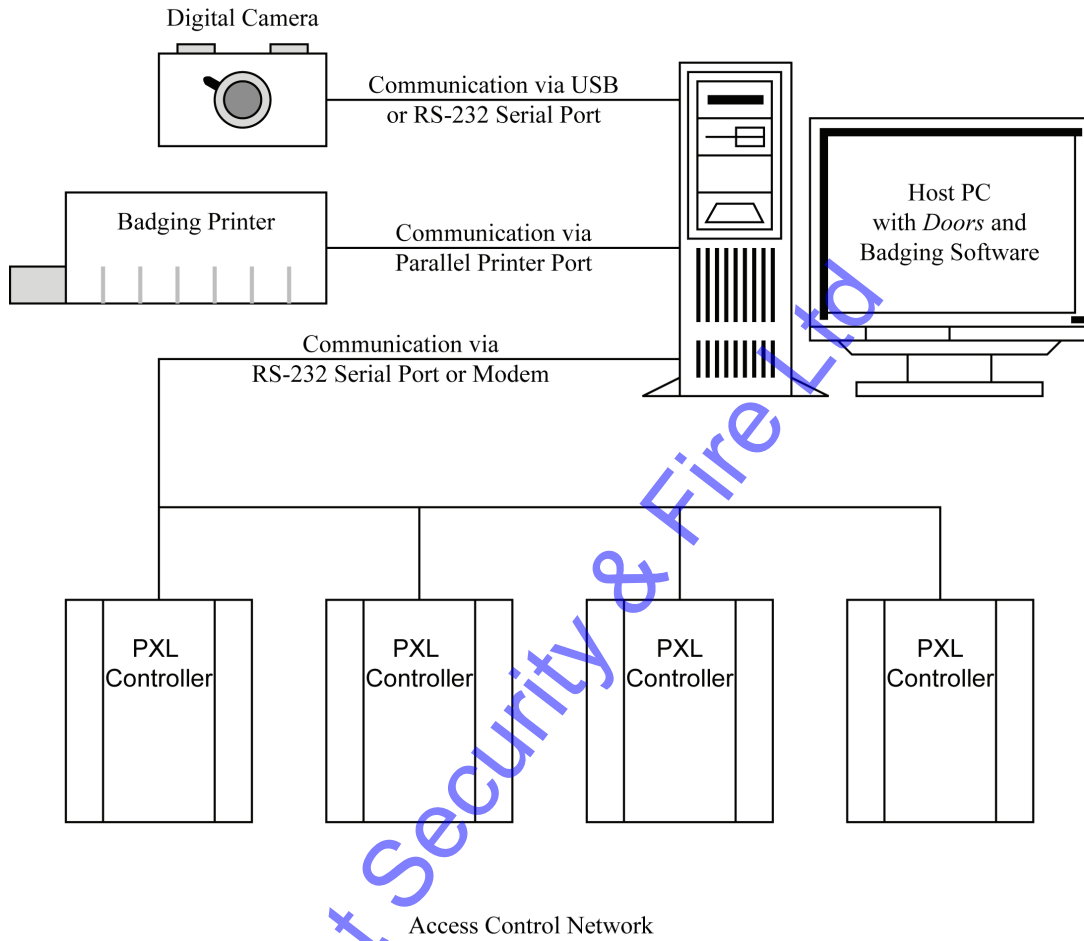 Digital Camera
Communication via USB
or RS-232 Serial Port
Badging Printer
Communication via
Parallel Printer Port
Host PC
with Doors and
Badging Software
Communication via
RS-232 Serial Port or Modem
PXL
Controller
PXL
Controller
PXL
Controller
PXL
Controller
Access Control Network
Security & Fire Ltd